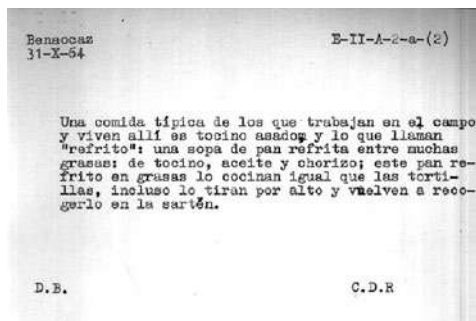 Benaocaz E-II-A-2-a-(2)
31-X-54
Una comida típica de los que trabajan en el campo
y viven allí es tocino asado, y lo que llaman
"refrito": una sopa de pan refrita entre muchas
grasas: de tocino, aceite y chorizo; este pan re-
frito en grasas lo cocinan igual que las torti-
llas, incluso lo tiran por alto y vuelven a reco-
gerlo en la sartén.
D.B. C.D.R